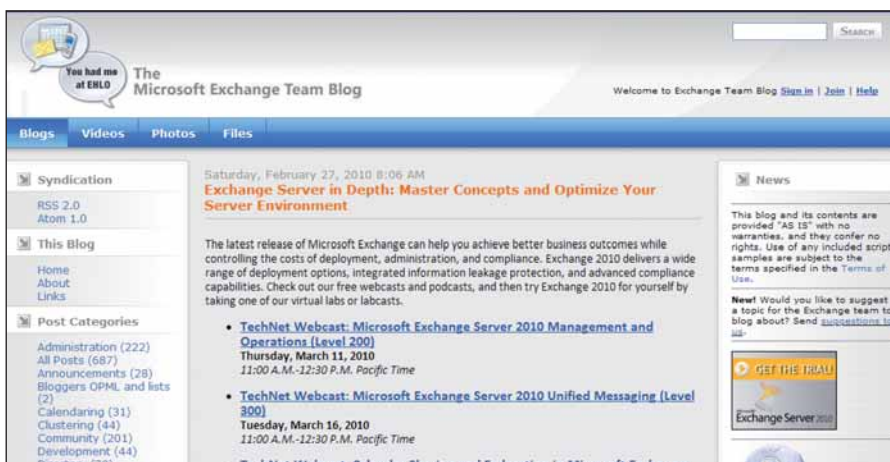 You had me
at EHLO
The
Microsoft Exchange Team Blog
Search
Welcome to Exchange Team Blog Sign in | Join | Help
Blogs Videos Photos Files
Syndication
RSS 2.0
Atom 1.0
This Blog
Home
About
Links
Post Categories
Administration (222)
All Posts (687)
Announcements (28)
Bloggers OPML and lists
(2)
Calendaring (31)
Clustering (44)
Community (201)
Development (44)
Saturday, February 27, 2010 8:06 AM
Exchange Server in Depth: Master Concepts and Optimize Your
Server Environment
The latest release of Microsoft Exchange can help you achieve better business outcomes while
controlling the costs of deployment, administration, and compliance. Exchange 2010 delivers a wide
range of deployment options, integrated information leakage protection, and advanced compliance
capabilities. Check out our free webcasts and podcasts, and then try Exchange 2010 for yourself by
taking one of our virtual labs or labcasts.
• TechNet Webcast: Microsoft Exchange Server 2010 Management and
Operations (Level 200)
Thursday, March 11, 2010
11:00 A.M.-12:30 P.M. Pacific Time
• TechNet Webcast: Microsoft Exchange Server 2010 Unified Messaging (Level
300)
Tuesday, March 16, 2010
11:00 A.M.-12:30 P.M. Pacific Time
News
This blog and its contents are
provided "AS IS" with no
warranties, and they confer no
rights. Use of any included script
samples are subject to the
terms specified in the Terms of
Use.
New! Would you like to suggest
a topic for the Exchange team to
blog about? Send suggestions to
us.
GET THE TRIAL!
Exchange Server 2010